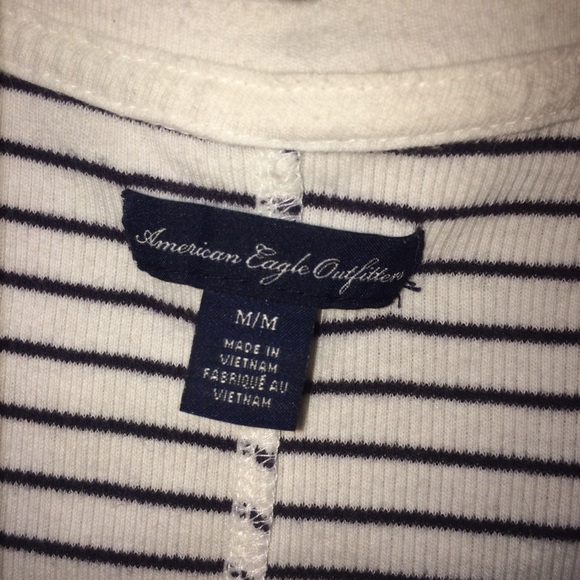 American Eagle Outfitters
M/M
MADE IN
VIETNAM
FABRIQUÉ AU
VIETNAM